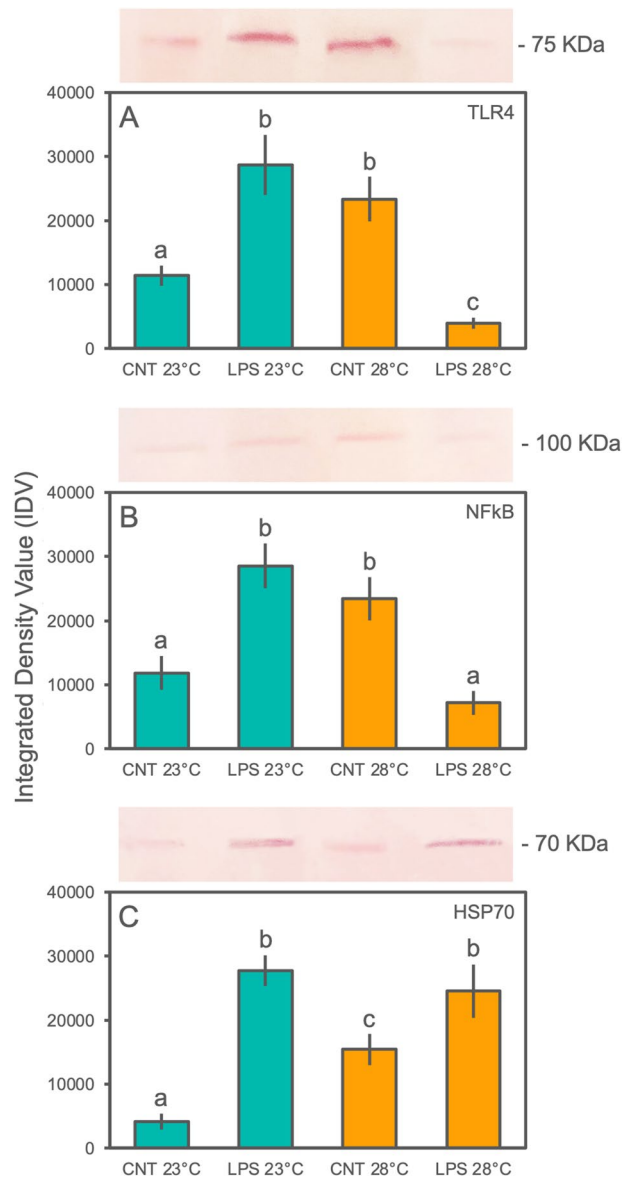 - 75 KDa
40000
A
TLR4
b
30000
b
20000
a
10000
c
0
CNT 23°C LPS 23°C CNT 28°C LPS 28°C
- 100 KDa
Integrated Density Value (IDV)
40000
B
NFkB
b
30000
b
20000
a
a
10000
0
CNT 23°C LPS 23°C CNT 28°C LPS 28°C
- 70 KDa
40000
C
HSP70
b
b
30000
20000
c
10000
a
0
CNT 23°C LPS 23°C CNT 28°C LPS 28°C